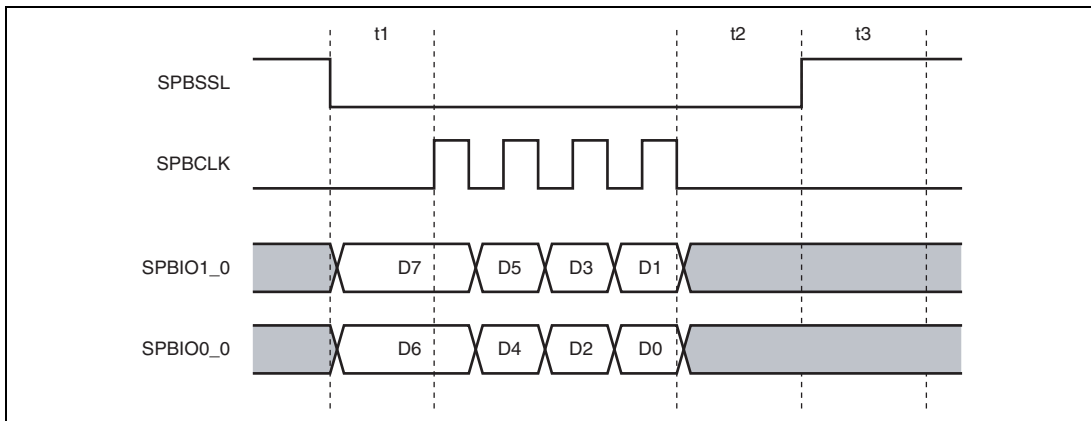 t1 t2 t3
SPBSSL
SPBCLK
SPBIO1_0 D7 D5 D3 D1
SPBIO0_0 D6 D4 D2 D0